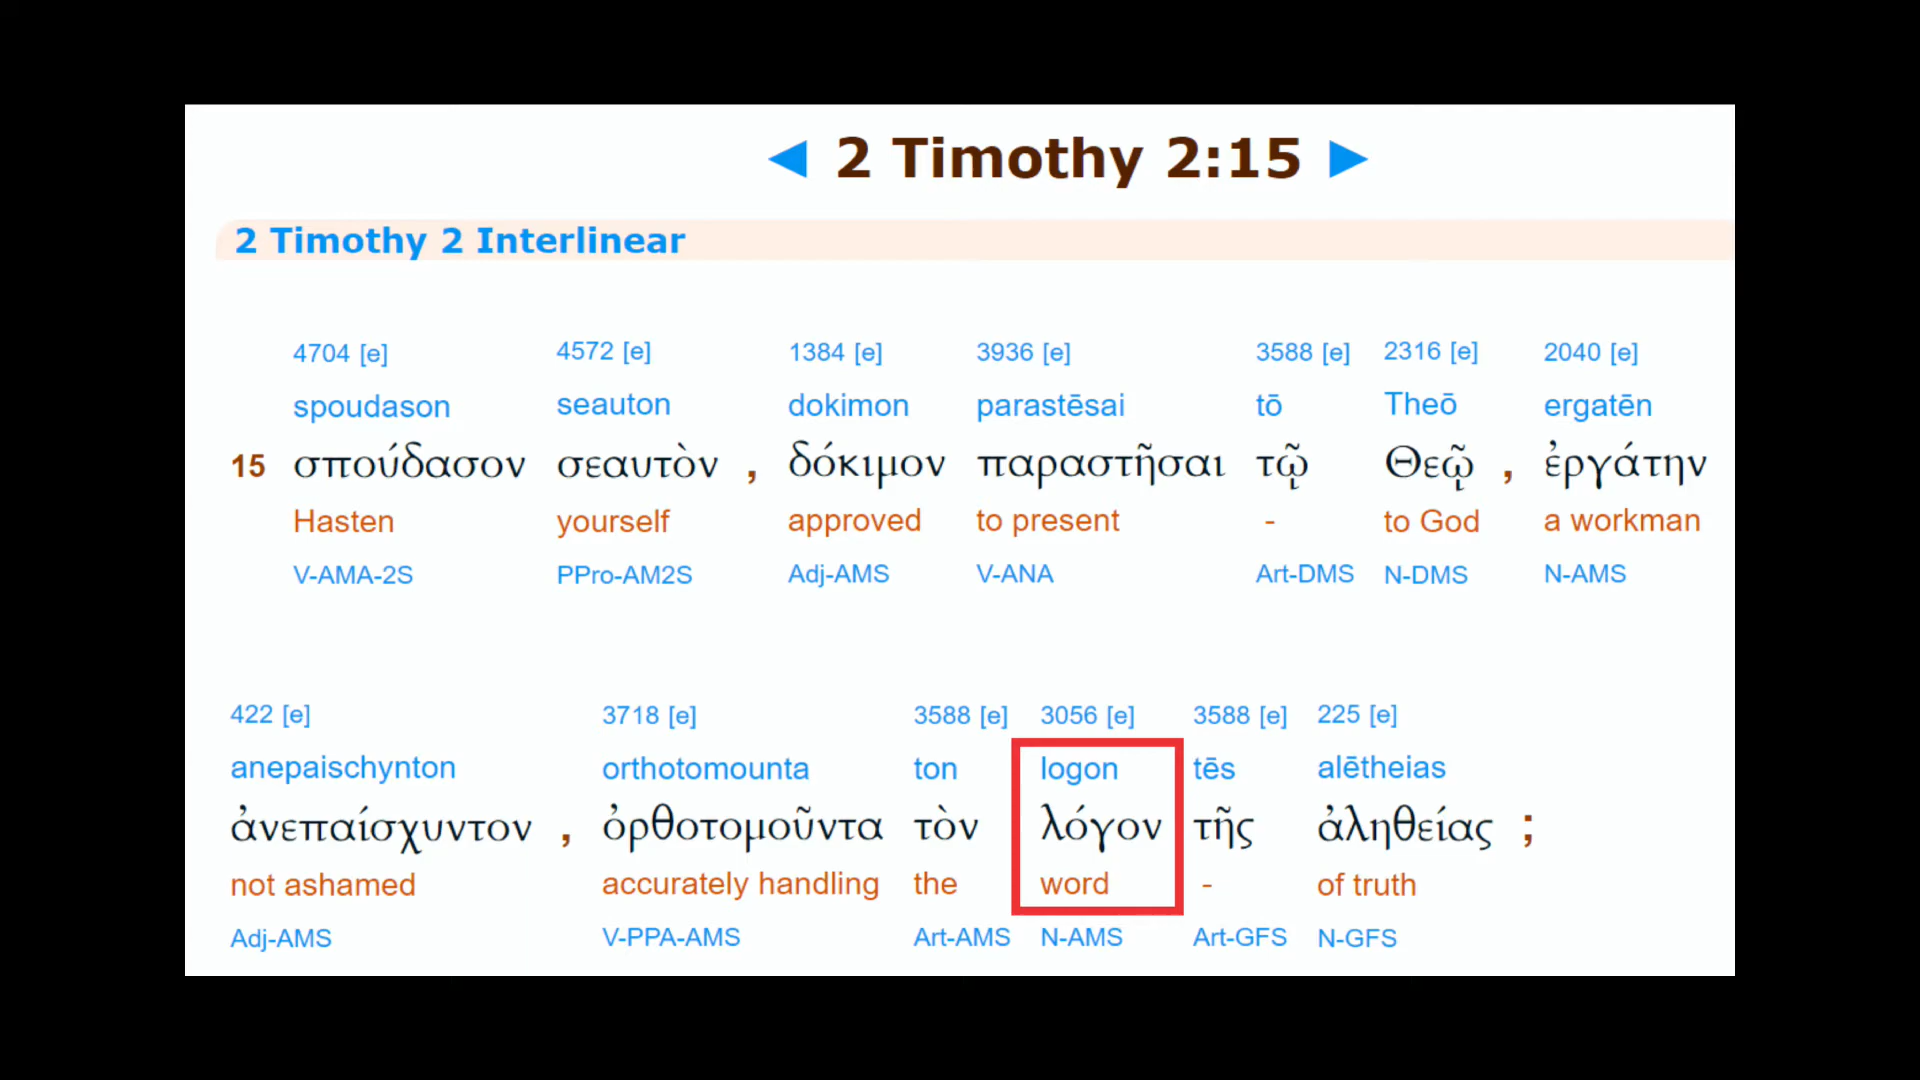 ◀ 2 Timothy 2:15 ▶
2 Timothy 2 Interlinear
4704 [e] 4572 [e] 1384 [e] 3936 [e] 3588 [e] 2316 [e] 2040 [e]
spoudason seauton dokimon parastēsai tō Theō ergatēn
15 σπούδασον σεαυτὸν , δόκιμον παραστῆσαι τῷ Θεῷ , ἐργάτην
Hasten yourself approved to present - to God a workman
V-AMA-2S PPro-AM2S Adj-AMS V-ANA Art-DMS N-DMS N-AMS
422 [e] 3718 [e] 3588 [e] 3056 [e] 3588 [e] 225 [e]
anepaischynton orthotomounta ton logon tēs alētheias
ἀνεπαίσχυντον , ὀρθοτομοῦντα τὸν λόγον τῆς ἀληθείας ;
not ashamed accurately handling the word - of truth
Adj-AMS V-PPA-AMS Art-AMS N-AMS Art-GFS N-GFS